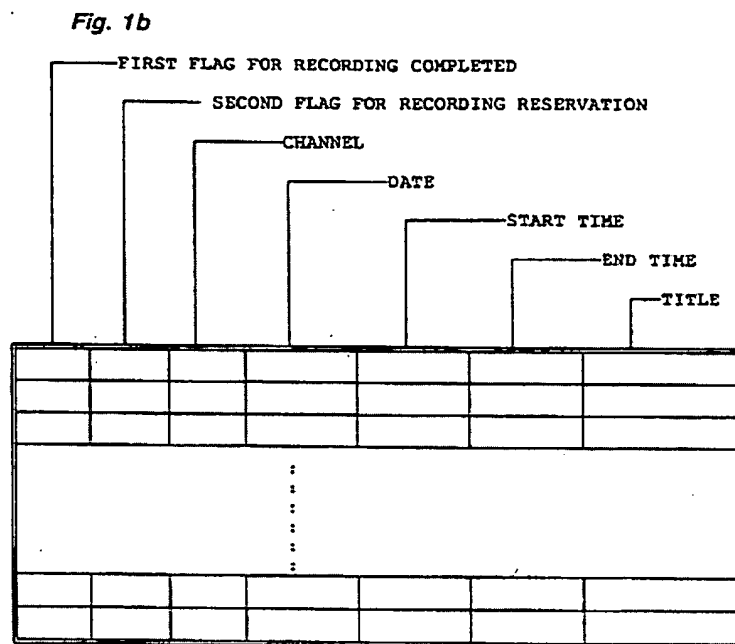 Fig. 1b
FIRST FLAG FOR RECORDING COMPLETED
SECOND FLAG FOR RECORDING RESERVATION
CHANNEL
DATE
START TIME
END TIME
TITLE